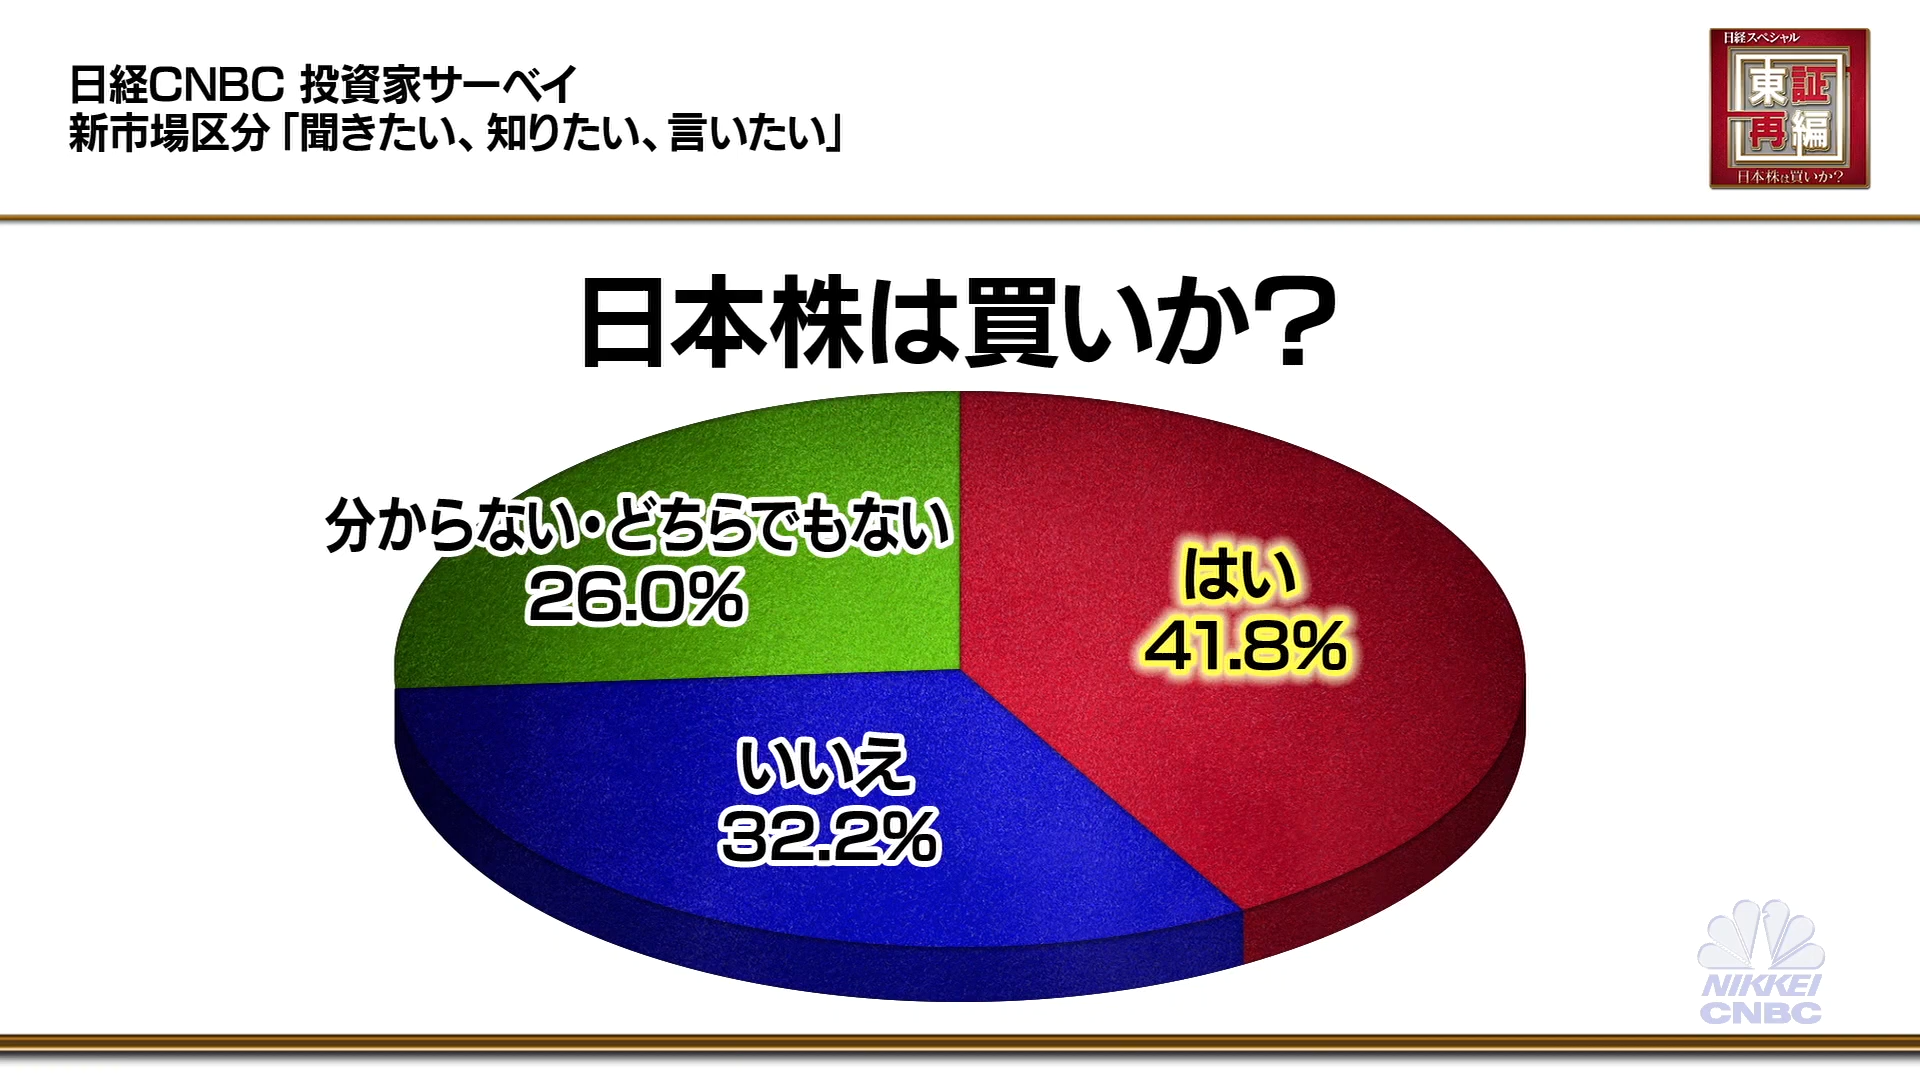 日経CNBC 投資家サーベイ
新市場区分「聞きたい、知りたい、言いたい」
日経スペシャル
東証
再編
日本株は買いか?
日本株は買いか?
分からない・どちらでもない
26.0%
はい
41.8%
いいえ
32.2%
NIKKEI
CNBC